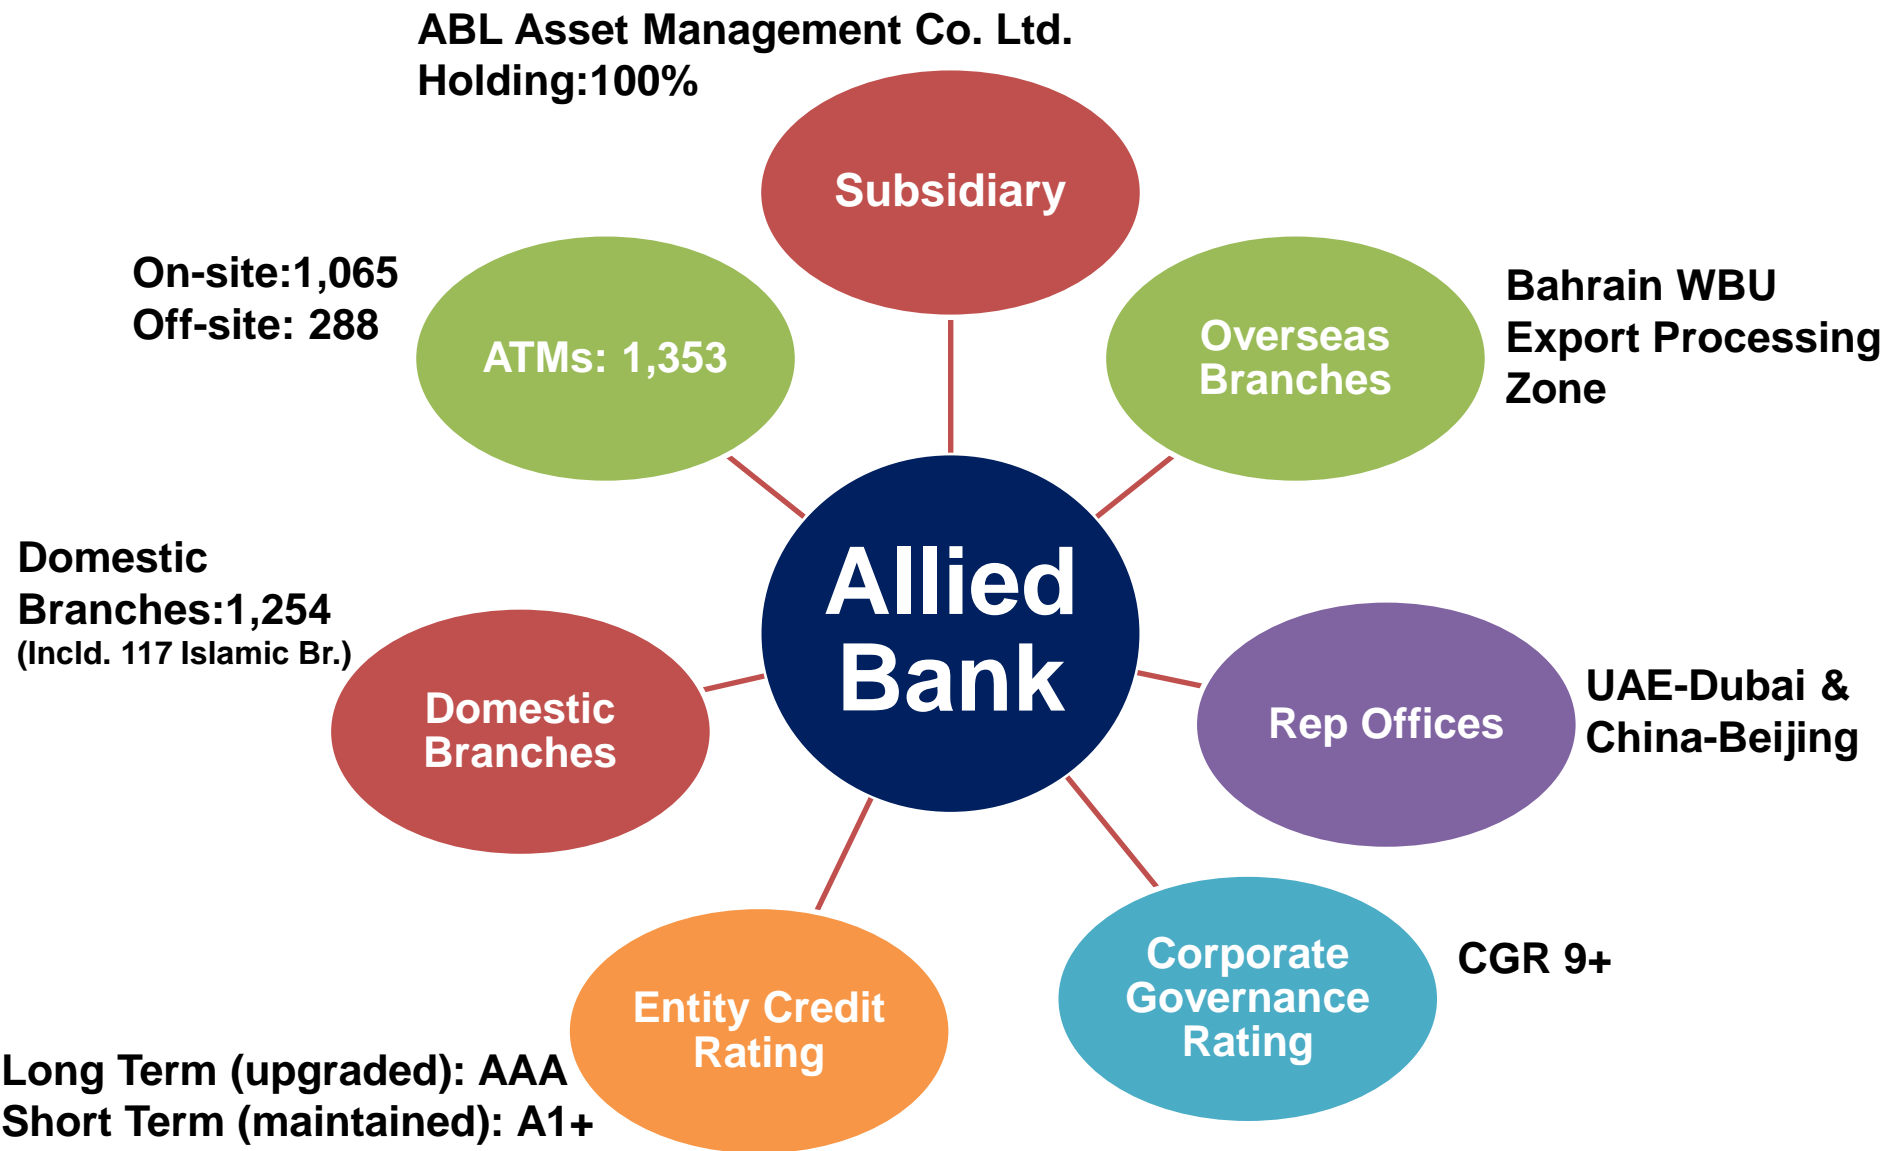 ABL Asset Management Co. Ltd.
Holding:100%
Subsidiary
On-site:1,065
Off-site: 288
ATMs: 1,353
Overseas
Branches
Bahrain WBU
Export Processing
Zone
Allied
Bank
Domestic
Branches:1,254
(Incld. 117 Islamic Br.)
Domestic
Branches
Rep Offices
UAE-Dubai &
China-Beijing
Entity Credit
Rating
Long Term (upgraded): AAA
Short Term (maintained): A1+
Corporate
Governance
Rating
CGR 9+